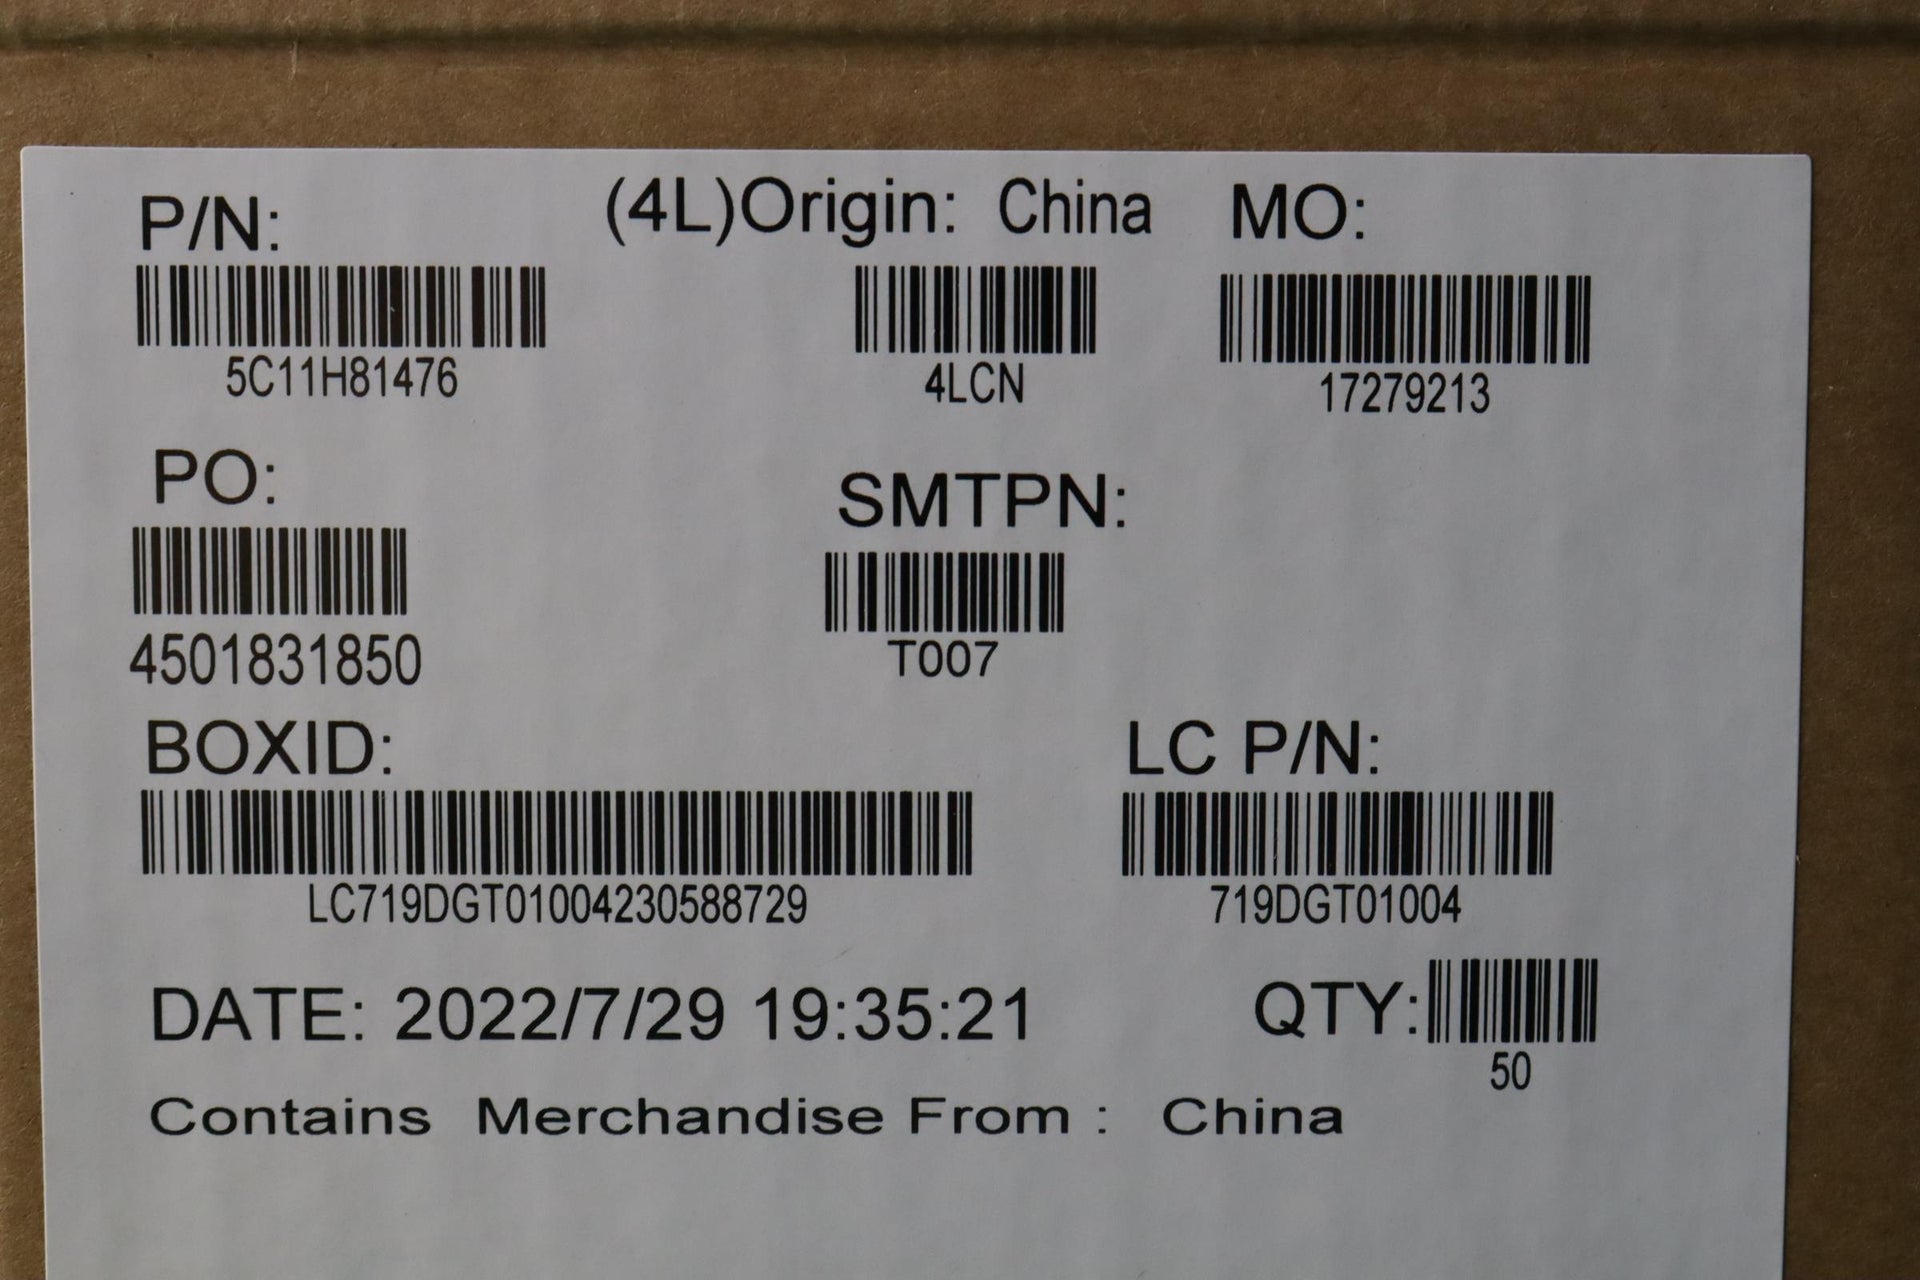 P/N: (4L)Origin: China MO:
5C11H81476 4LCN 17279213
PO: SMTPN:
4501831850 T007
BOXID: LC P/N:
LC719DGT01004230588729 719DGT01004
DATE: 2022/7/29 19:35:21 QTY:
50
Contains Merchandise From : China